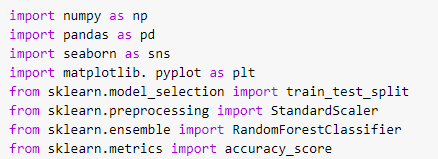 import numpy as np
import pandas as pd
import seaborn as sns
import matplotlib. pyplot as plt
from sklearn.model_selection import train_test_split
from sklearn.preprocessing import StandardScaler
from sklearn.ensemble import RandomForestClassifier
from sklearn.metrics import accuracy_score